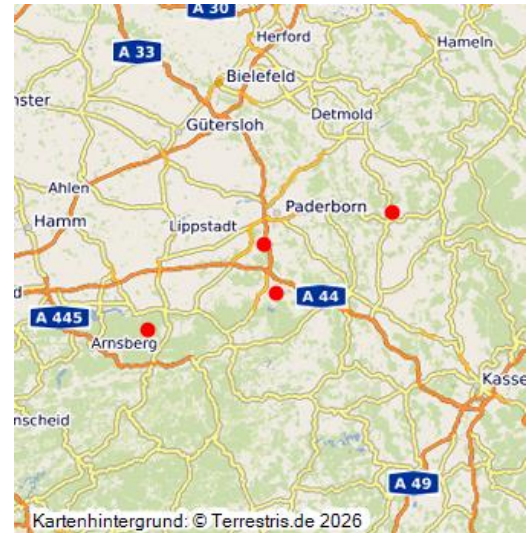 A 30
Herford
Hameln
A 33
Bielefeld
nster
Detmold
Gütersloh
Ahlen
Paderborn
Hamm
Lippstadt
d
A 44
A 445
Arnsberg
Kasse
nscheid
A 49
Kartenhintergrund: © Terrestris.de 2026